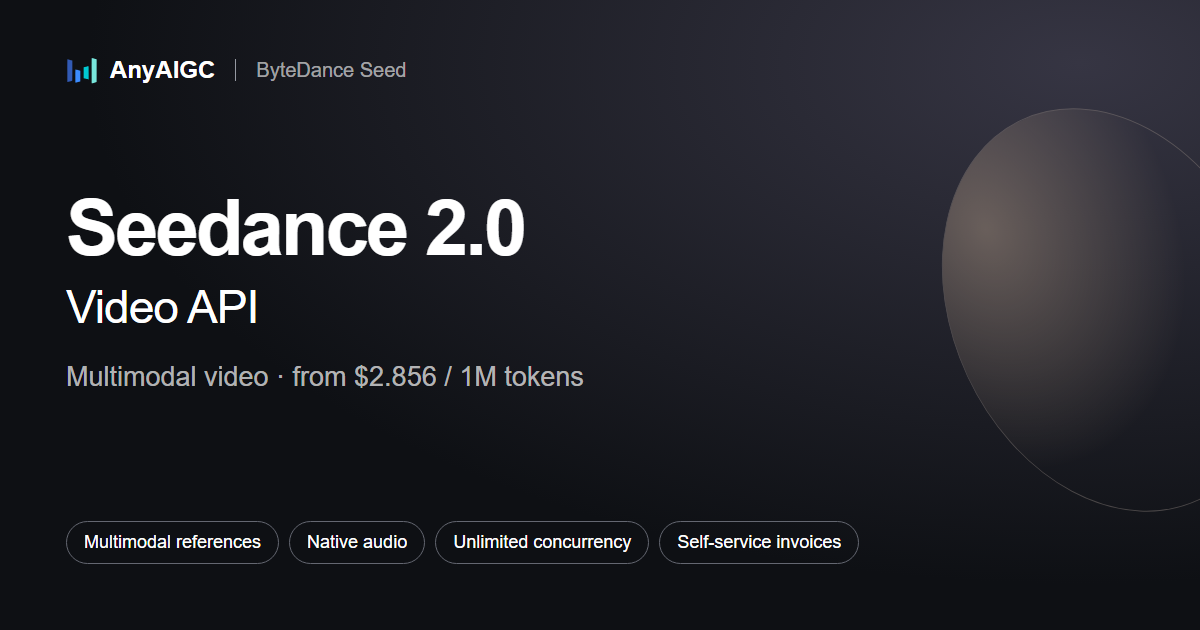 AnyAIGC | ByteDance Seed
Seedance 2.0
Video API
Multimodal video · from $2.856 / 1M tokens
Multimodal references Native audio Unlimited concurrency Self-service invoices